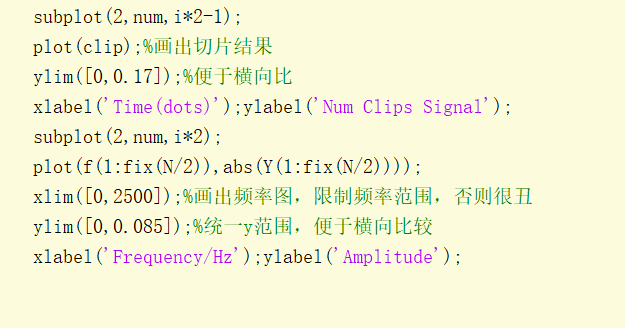 subplot(2,num,i*2-1);
plot(clip);%画出切片结果
ylim([0,0.17]);%便于横向比
xlabel('Time(dots)');ylabel('Num Clips Signal');
subplot(2,num,i*2);
plot(f(1:fix(N/2)),abs(Y(1:fix(N/2))));
xlim([0,2500]);%画出频率图，限制频率范围，否则很丑
ylim([0,0.085]);%统一y范围，便于横向比较
xlabel('Frequency/Hz');ylabel('Amplitude');